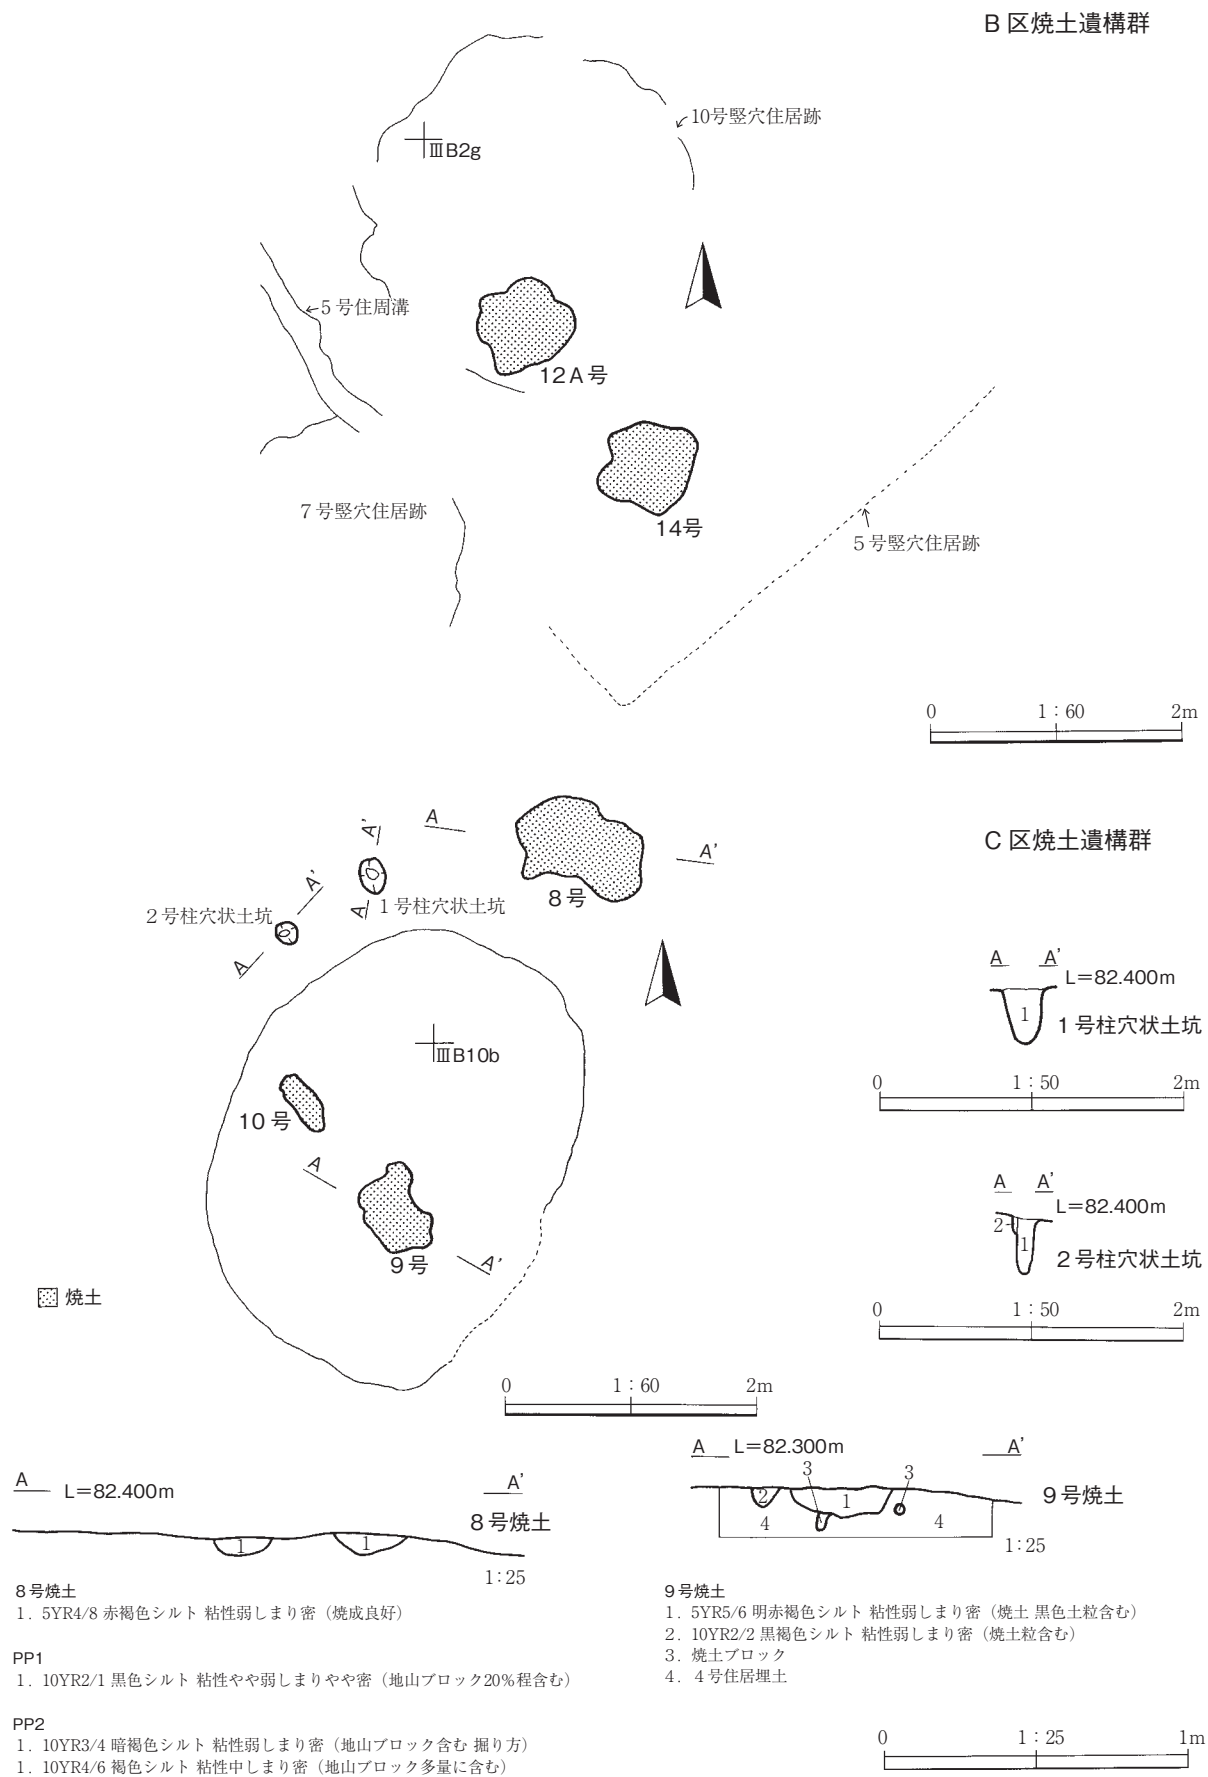 B 区焼土遺構群
10号竪穴住居跡
ⅢB2g
5号住周溝
12A号
14号
7号竪穴住居跡
5号竪穴住居跡
0 1：60 2m
C 区焼土遺構群
A A'
8号
A' A
1号柱穴状土坑
A' A
2号柱穴状土坑
ⅢB10b
10号
A A'
9号
焼土
0 1：60 2m
A A'
L=82.400m
1
1号柱穴状土坑
0 1：50 2m
A A'
L=82.400m
2 1
2号柱穴状土坑
0 1：50 2m
A L=82.400m A'
8号焼土
1 1
1:25
A L=82.300m A'
3 3
9号焼土
2 1
4 4
1:25
8号焼土
1. 5YR4/8 赤褐色シルト 粘性弱しまり密（焼成良好）
PP1
1. 10YR2/1 黒色シルト 粘性やや弱しまりやや密（地山ブロック20%程含む）
PP2
1. 10YR3/4 暗褐色シルト 粘性弱しまり密（地山ブロック含む 掘り方）
1. 10YR4/6 褐色シルト 粘性中しまり密（地山ブロック多量に含む）
9号焼土
1. 5YR5/6 明赤褐色シルト 粘性弱しまり密（焼土 黒色土粒含む）
2. 10YR2/2 黒褐色シルト 粘性弱しまり密（焼土粒含む）
3. 焼土ブロック
4. 4号住居埋土
0 1：25 1m